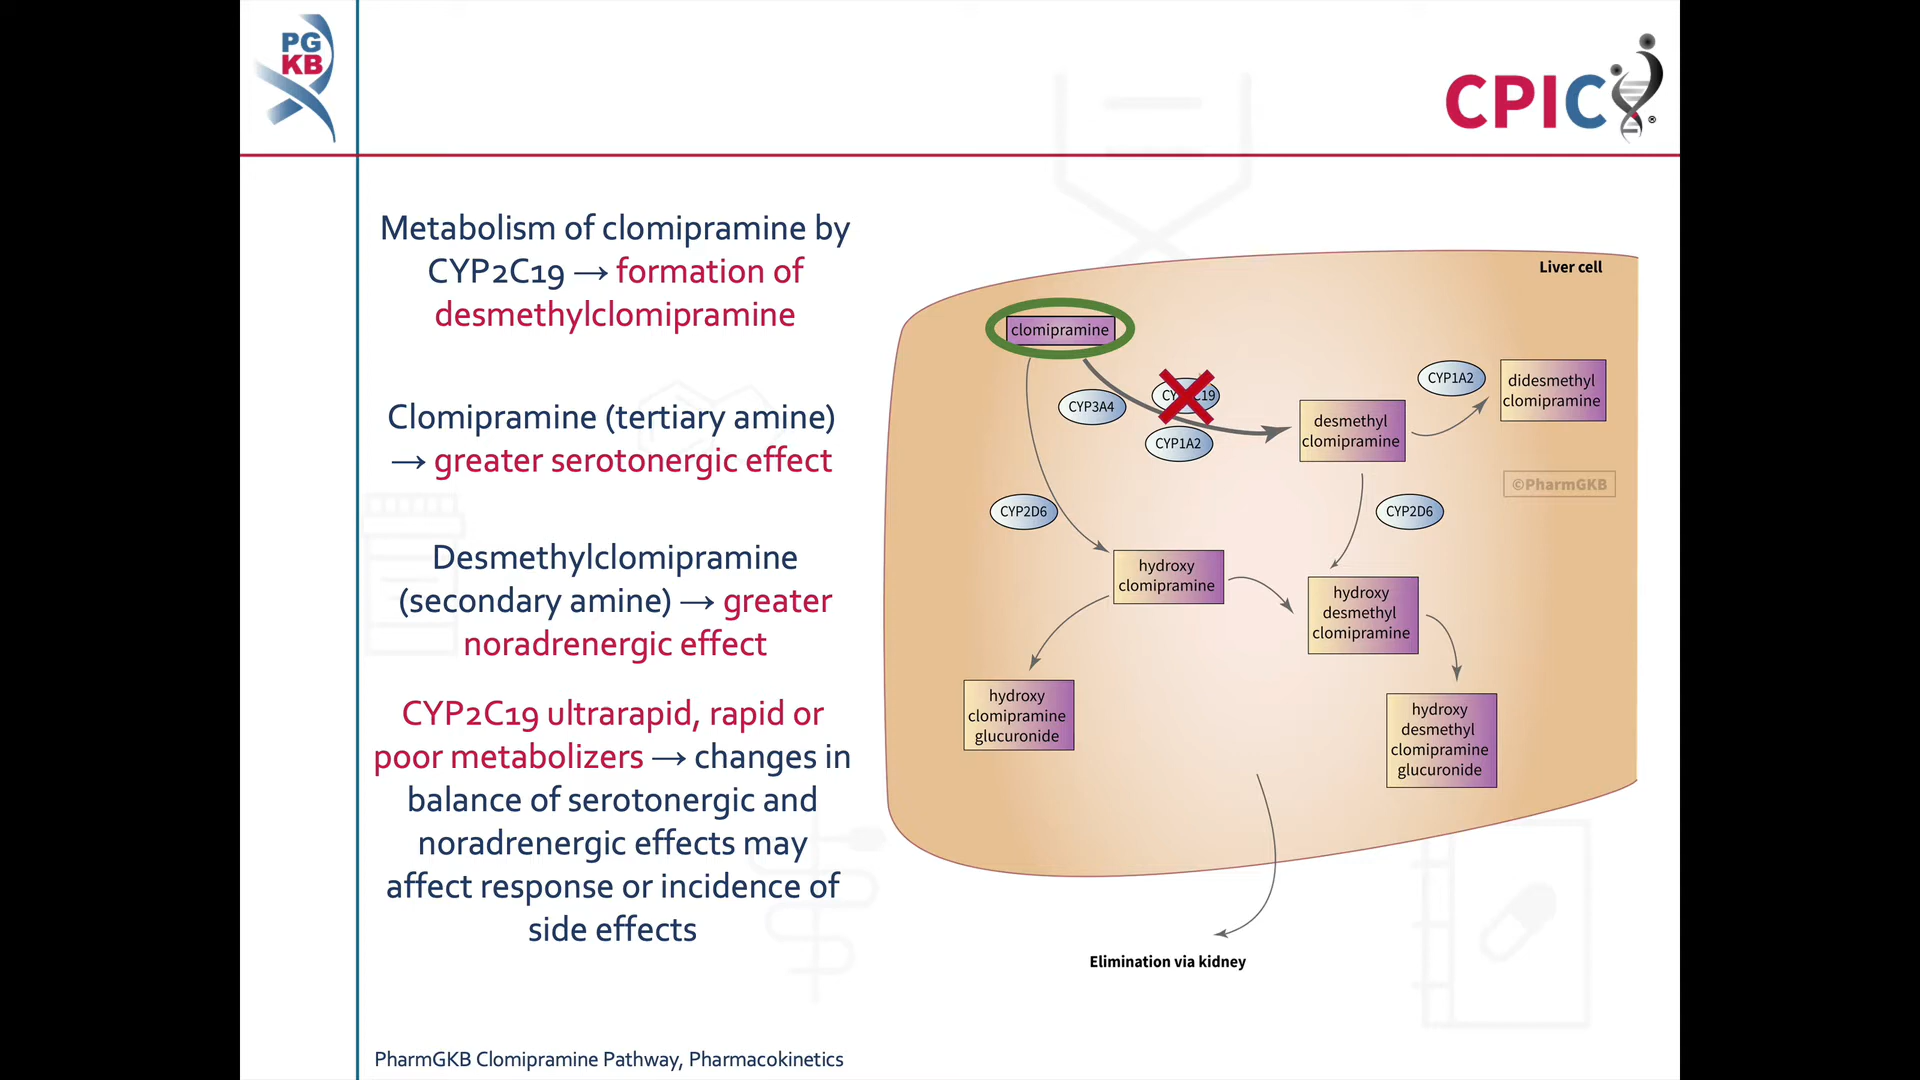 PG
KB
CPIC®
Metabolism of clomipramine by
CYP2C19 → formation of
desmethylclomipramine
Clomipramine (tertiary amine)
→ greater serotonergic effect
Desmethylclomipramine
(secondary amine) → greater
noradrenergic effect
CYP2C19 ultrarapid, rapid or
poor metabolizers → changes in
balance of serotonergic and
noradrenergic effects may
affect response or incidence of
side effects
Liver cell
clomipramine
CYP3A4
CYP1A2
desmethyl
clomipramine
CYP1A2
didesmethyl
clomipramine
©PharmGKB
CYP2D6
CYP2D6
hydroxy
clomipramine
hydroxy
desmethyl
clomipramine
hydroxy
clomipramine
glucuronide
hydroxy
desmethyl
clomipramine
glucuronide
Elimination via kidney
PharmGKB Clomipramine Pathway, Pharmacokinetics